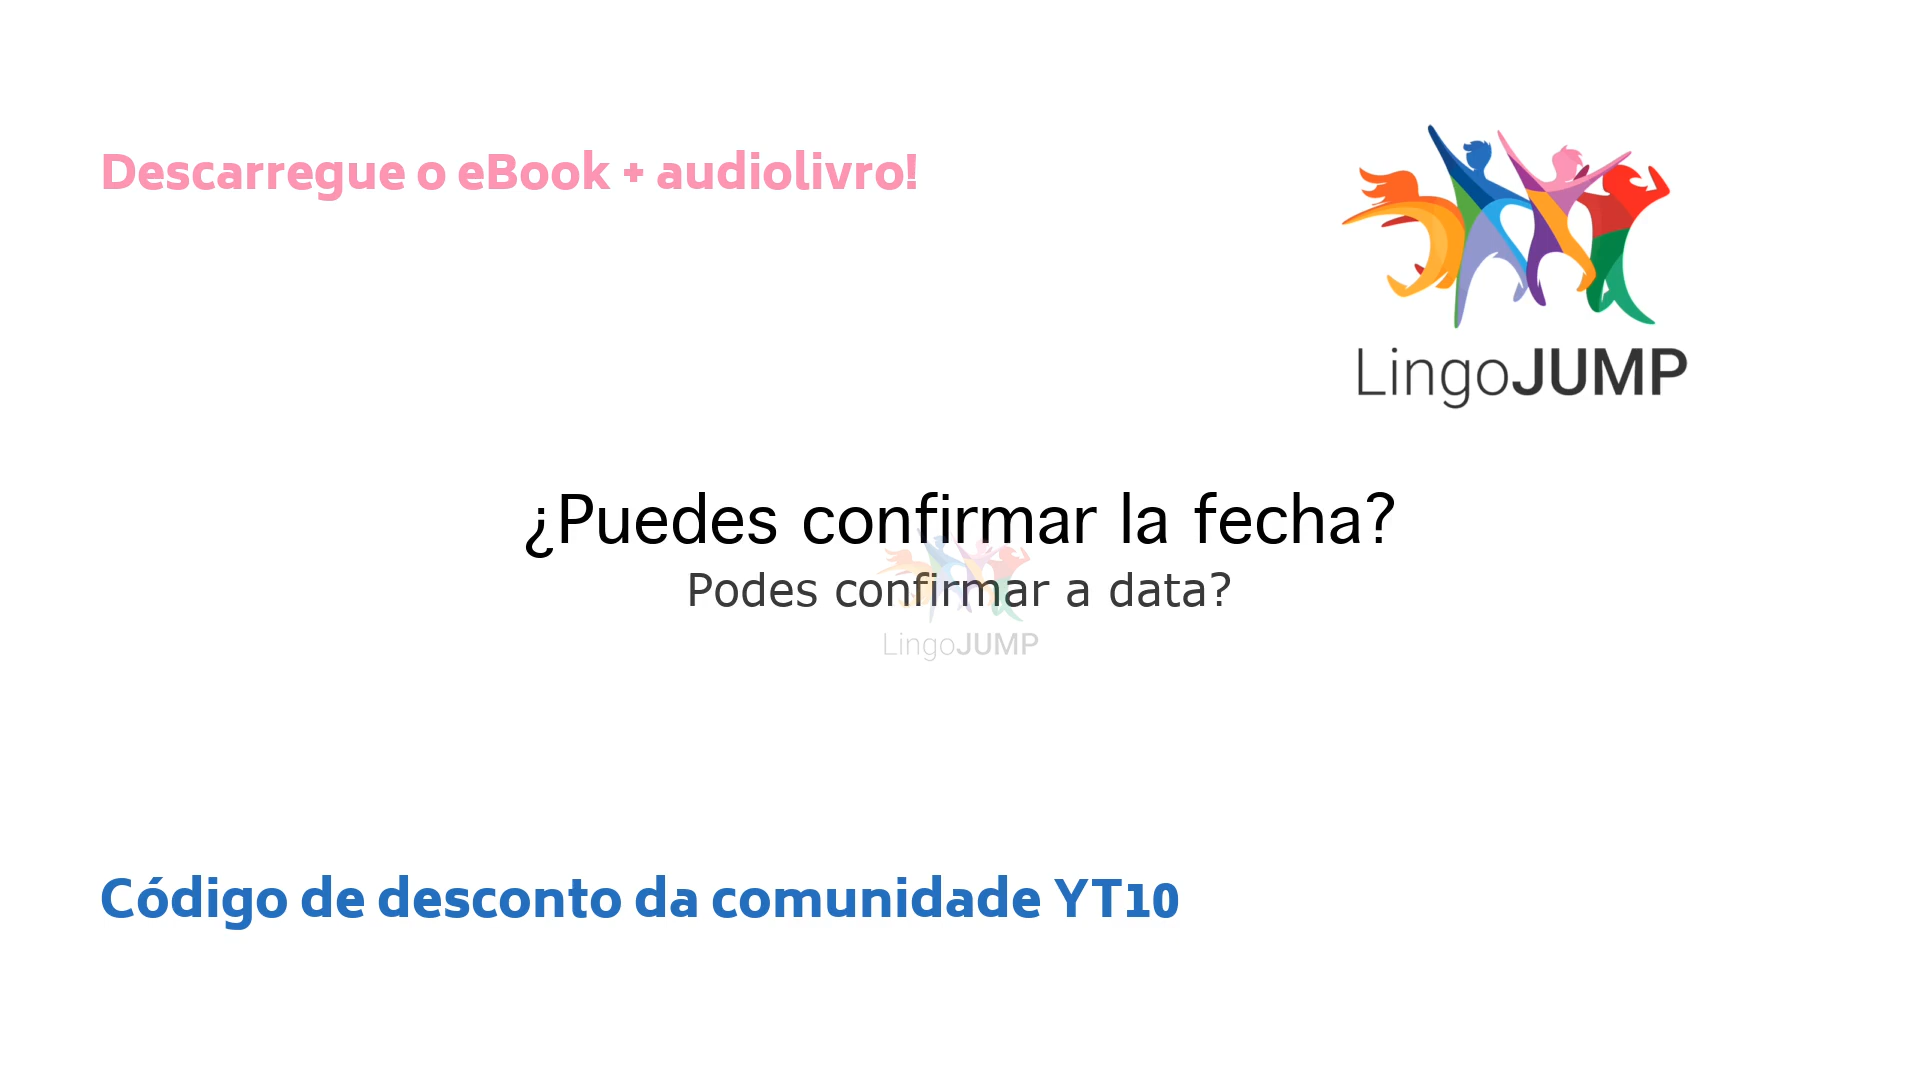 Descarregue o eBook + audiolivro!
LingoJUMP
¿Puedes confirmar la fecha?
Podes confirmar a data?
LingoJUMP
Código de desconto da comunidade YT10